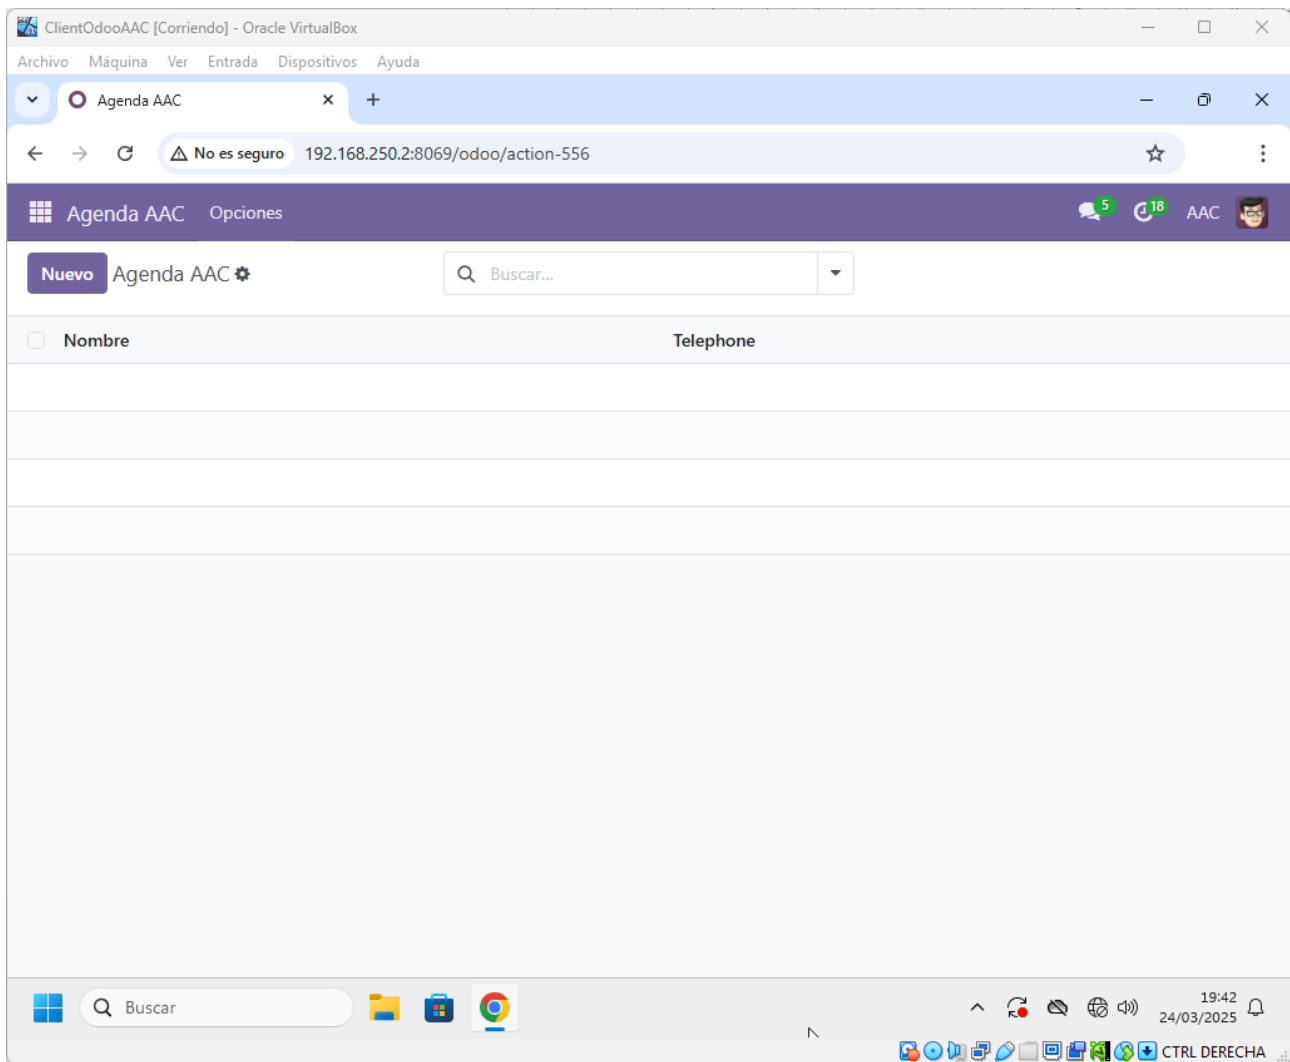 ClientOdooAAC [Corriendo] - Oracle VirtualBox
Archivo Máquina Ver Entrada Dispositivos Ayuda
Agenda AAC
No es seguro 192.168.250.2:8069/odoo/action-556
Agenda AAC Opciones 5 18 AAC
Nuevo Agenda AAC Buscar...
Nombre Telephone
Buscar 19:42
24/03/2025
CTRL DERECHA